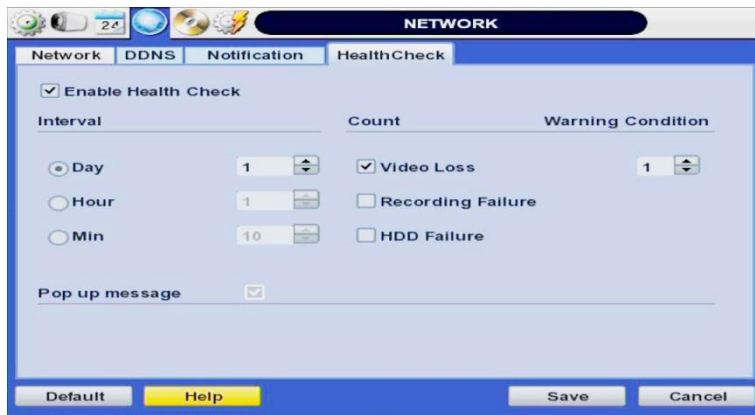 24
NETWORK
Network DDNS Notification HealthCheck
Enable Health Check
Interval Count Warning Condition
Day 1 Video Loss 1
Hour 1 Recording Failure
Min 10 HDD Failure
Pop up message
Default Help Save Cancel